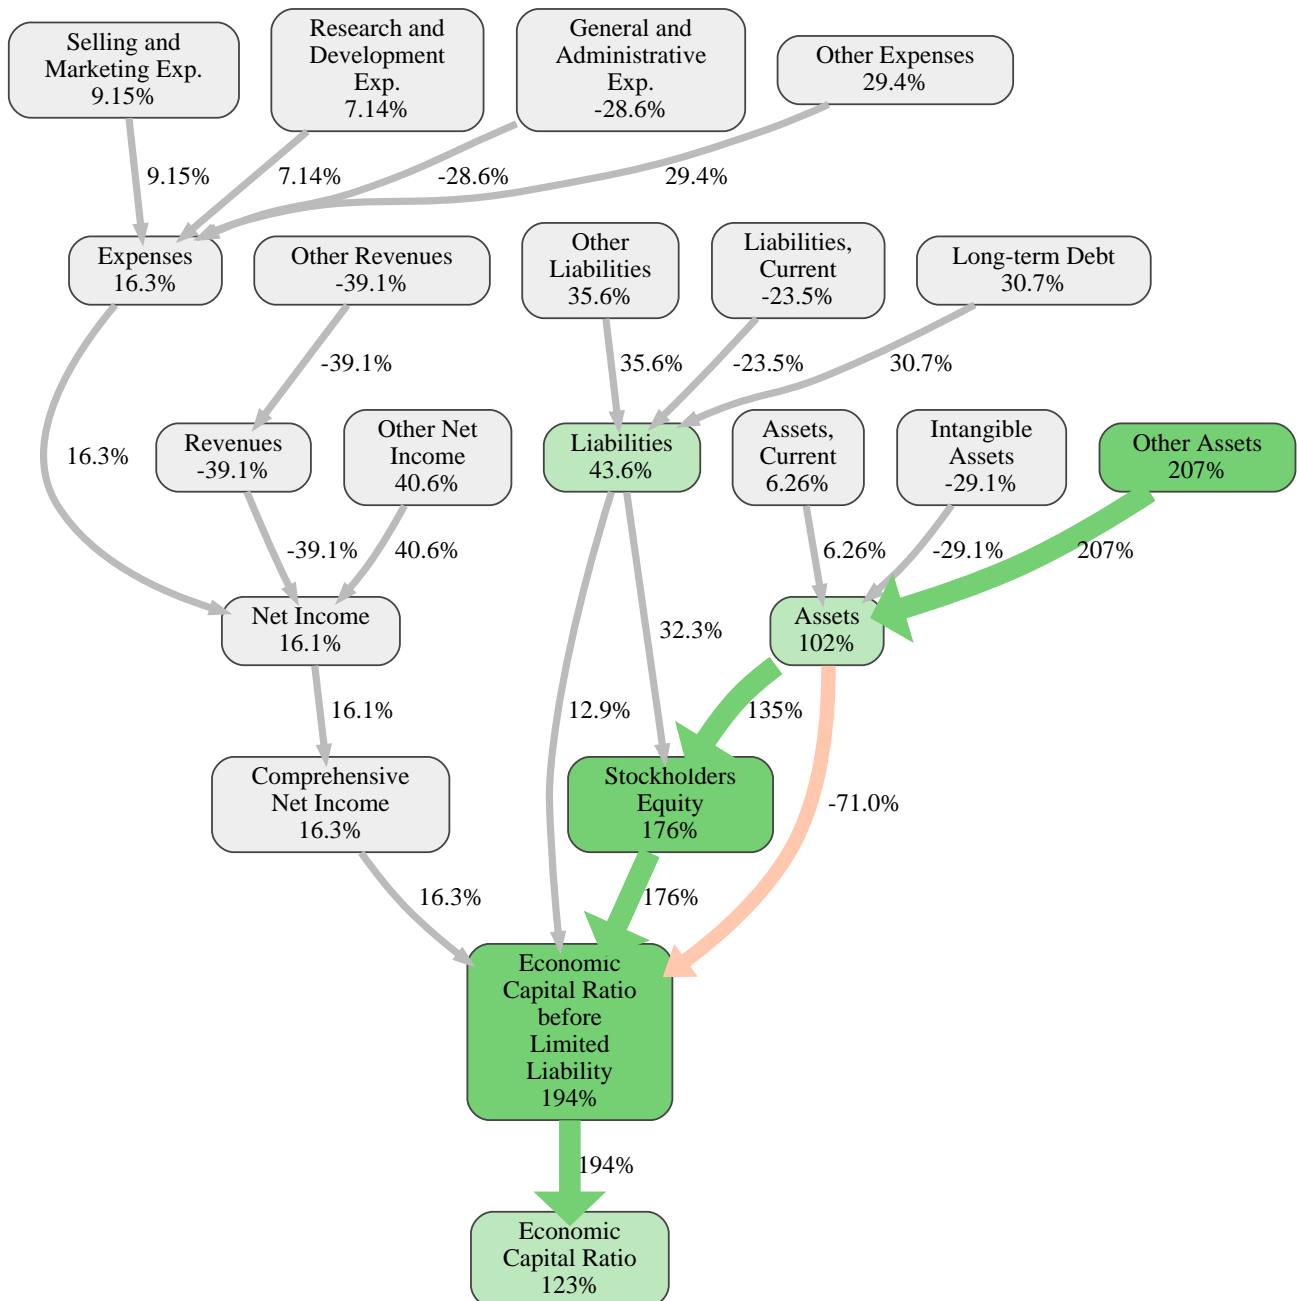 Selling and
Marketing Exp.
9.15%
Research and
Development
Exp.
7.14%
General and
Administrative
Exp.
-28.6%
Other Expenses
29.4%
9.15%
7.14%
-28.6%
29.4%
Expenses
16.3%
Other Revenues
-39.1%
Other
Liabilities
35.6%
Liabilities,
Current
-23.5%
Long-term Debt
30.7%
-39.1%
35.6%
-23.5%
30.7%
16.3%
Revenues
-39.1%
Other Net
Income
40.6%
Liabilities
43.6%
Assets,
Current
6.26%
Intangible
Assets
-29.1%
Other Assets
207%
-39.1%
40.6%
6.26%
-29.1%
207%
Net Income
16.1%
32.3%
Assets
102%
16.1%
12.9%
135%
-71.0%
Comprehensive
Net Income
16.3%
Stockholders
Equity
176%
16.3%
176%
Economic
Capital Ratio
before
Limited
Liability
194%
194%
Economic
Capital Ratio
123%